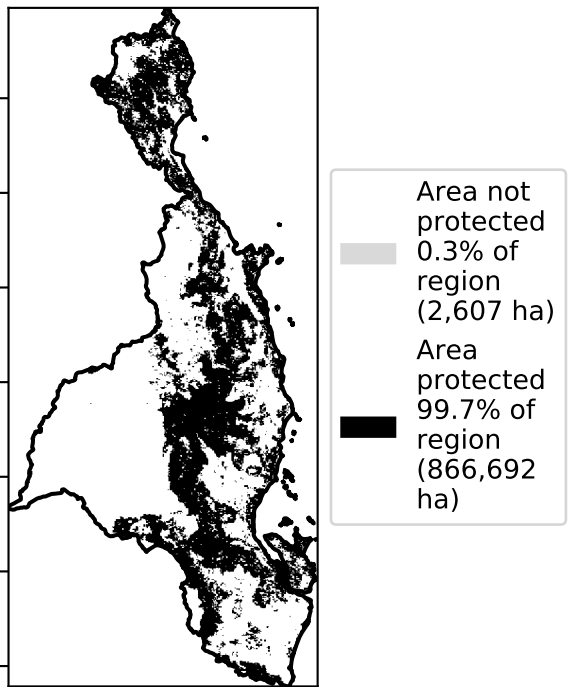 Area not
protected
0.3% of
region
(2,607 ha)
Area
protected
99.7% of
region
(866,692
ha)